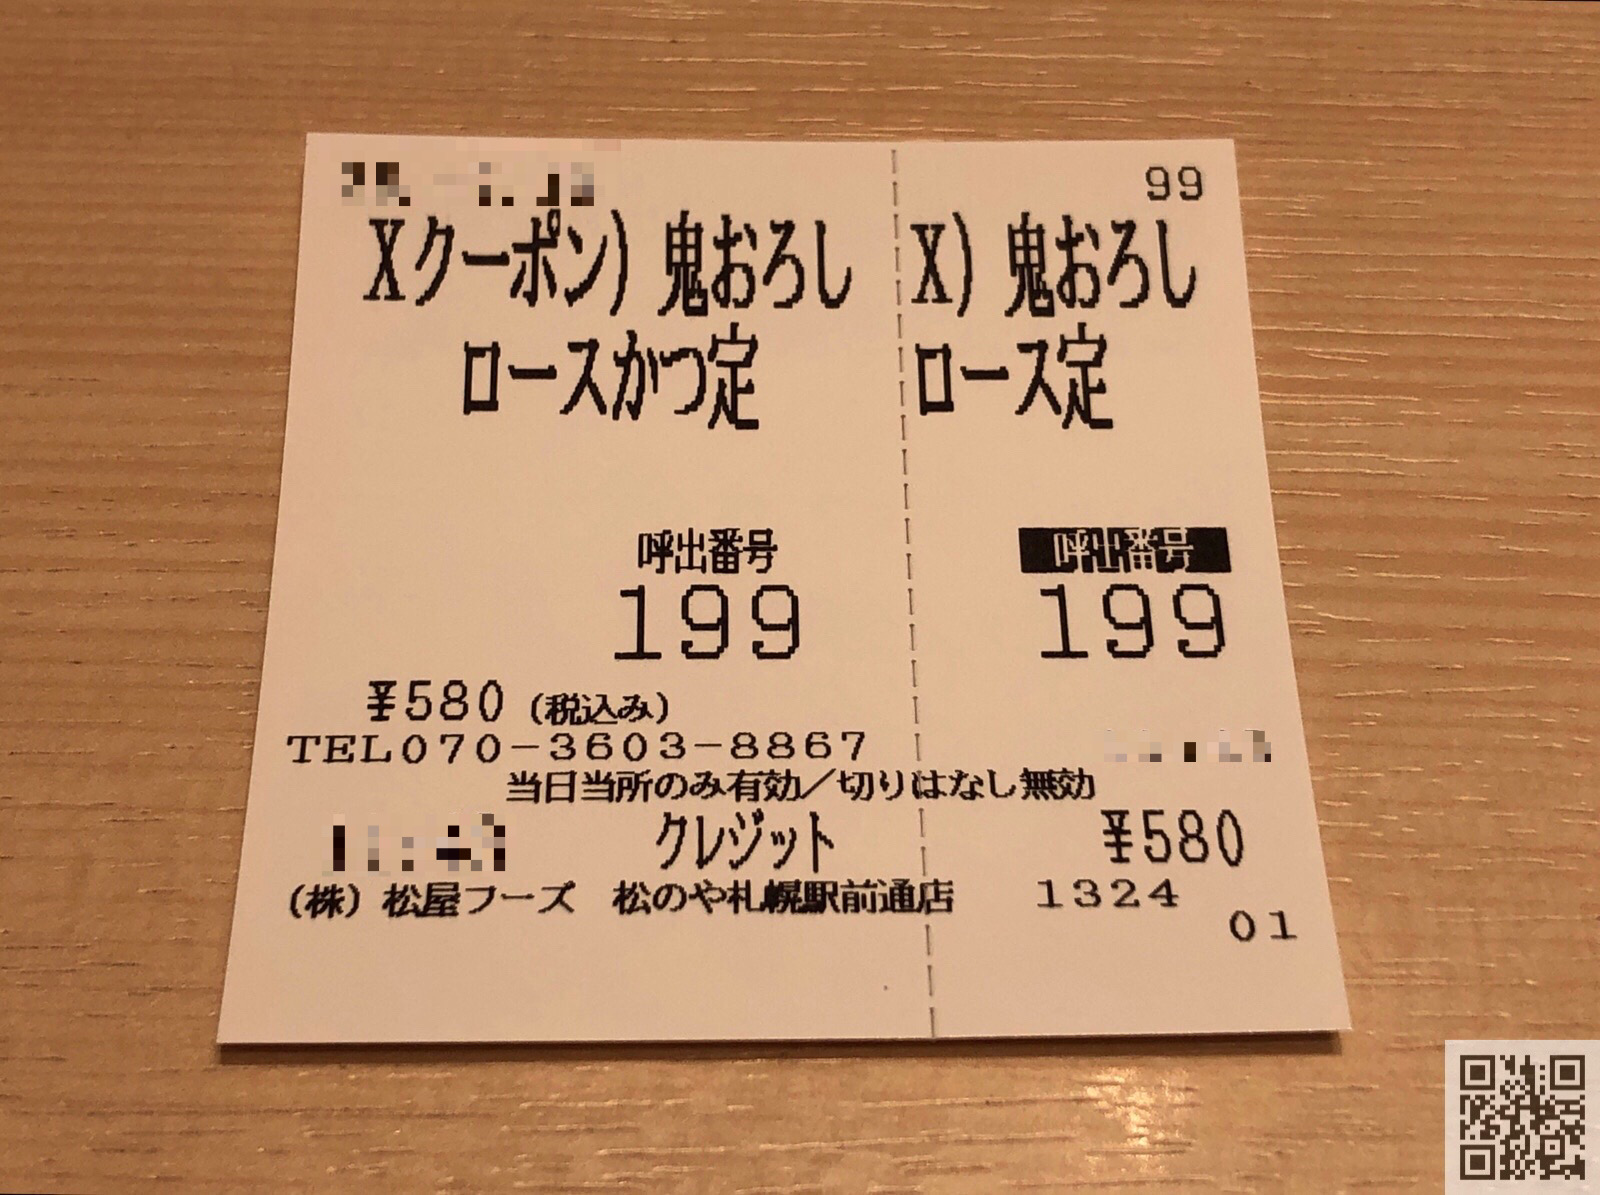 99
Xクーポン) 鬼おろし X) 鬼おろし
ロースかつ定 ロース定
呼出番号 呼出番号
199 199
¥580 (税込み)
TEL070-3603-8867
当日当所のみ有効/切りはなし無効
クレジット ¥580
(株)松屋フーズ 松のや札幌駅前通店 1324
01